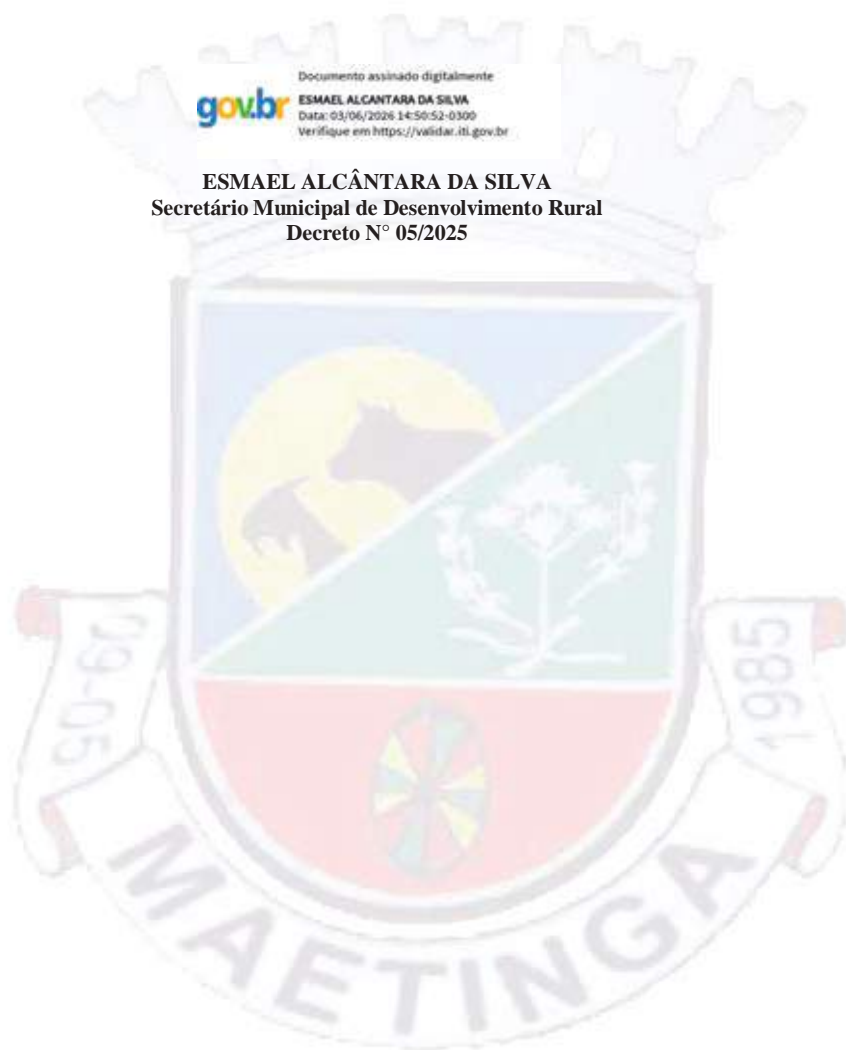 Documento assinado digitalmente
gov.br
ESMAEL ALCANTARA DA SILVA
Data: 03/06/2026 14:50:52-0300
Verifique em https://validar.iti.gov.br
ESMAEL ALCÂNTARA DA SILVA
Secretário Municipal de Desenvolvimento Rural
Decreto N° 05/2025
09-05
1985
MAETINGA